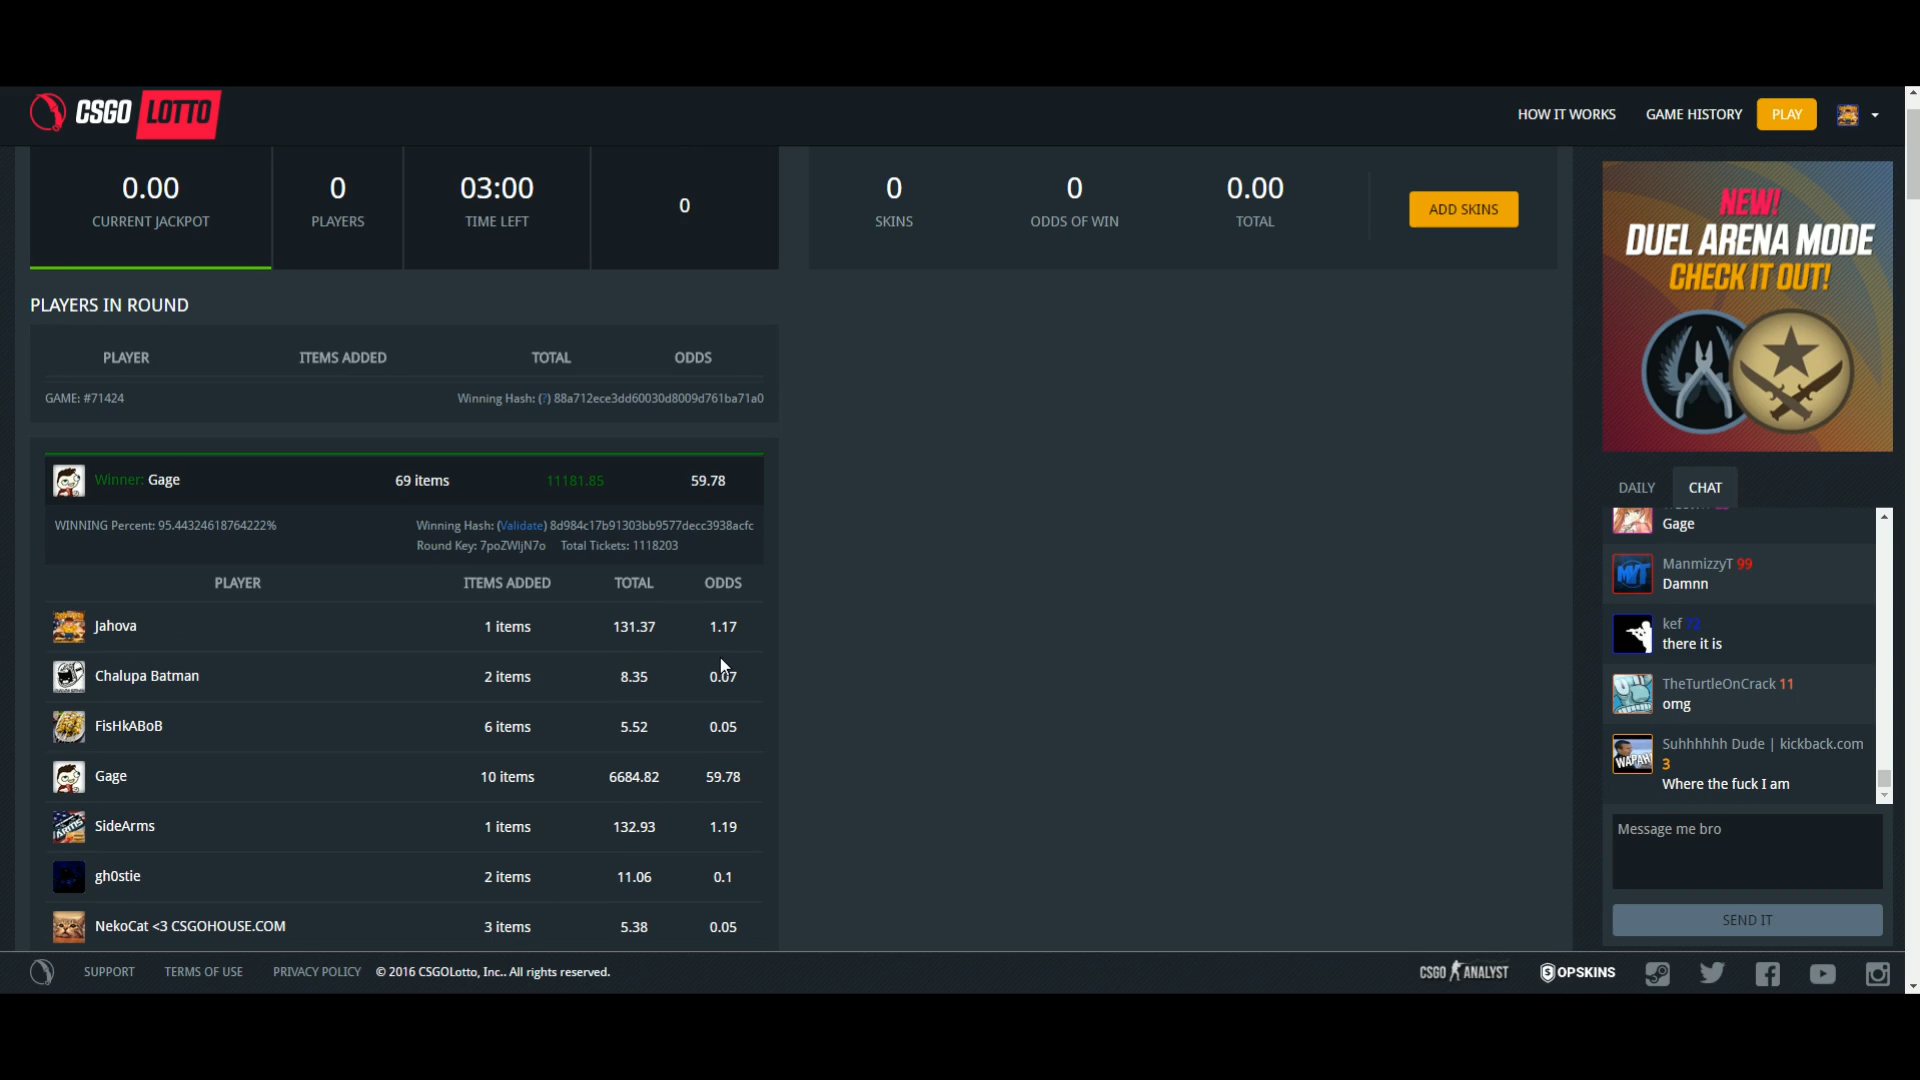 CSGO LOTTO
HOW IT WORKS
GAME HISTORY
PLAY
0.00
CURRENT JACKPOT
0
PLAYERS
03:00
TIME LEFT
0
0
SKINS
0
ODDS OF WIN
0.00
TOTAL
ADD SKINS
PLAYERS IN ROUND
PLAYER ITEMS ADDED TOTAL ODDS
GAME: #71424 Winning Hash: (?) 88a712ece3dd60030d8009d761ba71a0
Winner: Gage 69 items 11181.85 59.78
WINNING Percent: 95.44324618764222% Winning Hash: (Validate) 8d984c17b91303bb9577decc3938acfc
Round Key: 7poZWljN7o Total Tickets: 1118203
PLAYER ITEMS ADDED TOTAL ODDS
Jahova 1 items 131.37 1.17
Chalupa Batman 2 items 8.35 0.07
FisHkABoB 6 items 5.52 0.05
Gage 10 items 6684.82 59.78
SideArms 1 items 132.93 1.19
gh0stie 2 items 11.06 0.1
NekoCat <3 CSGOHOUSE.COM 3 items 5.38 0.05
NEW!
DUEL ARENA MODE
CHECK IT OUT!
DAILY CHAT
Gage
ManmizzyT 99
Damnn
kef 72
there it is
TheTurtleOnCrack 11
omg
Suhhhhhh Dude | kickback.com
3
Where the fuck I am
WAPAH
Message me bro
SEND IT
SUPPORT TERMS OF USE PRIVACY POLICY © 2016 CSGOLotto, Inc.. All rights reserved.
CSGO ANALYST
OPSKINS